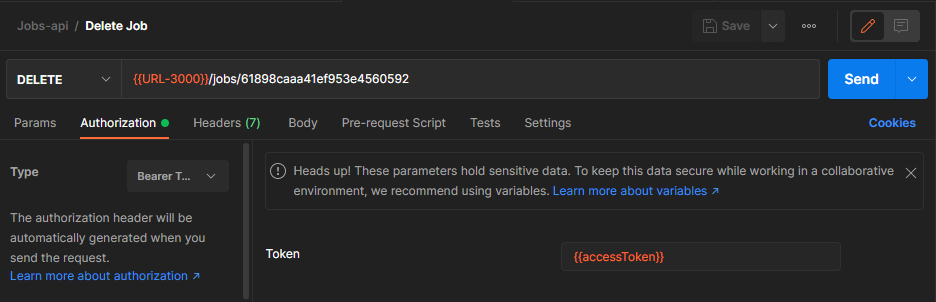 Jobs-api / Delete Job
Save
DELETE
{{URL-3000}}/jobs/61898caaa41ef953e4560592
Send
Params Authorization Headers (7) Body Pre-request Script Tests Settings Cookies
Type
Bearer T...
The authorization header will be
automatically generated when you
send the request.
Learn more about authorization ↗
Heads up! These parameters hold sensitive data. To keep this data secure while working in a collaborative
environment, we recommend using variables. Learn more about variables ↗
Token
{{accessToken}}